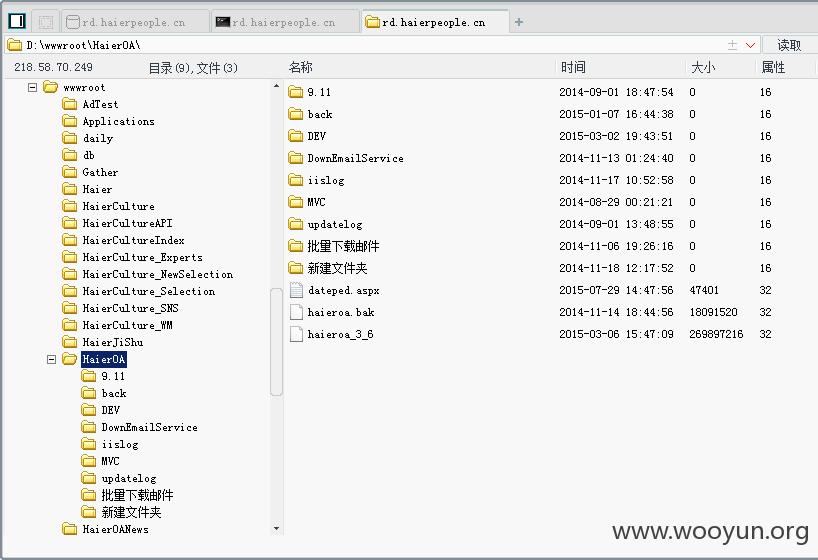 rd.haierpeople.cn rd.haierpeople.cn rd.haierpeople.cn +
D:\wwwroot\HaierOA\ 读取
218.58.70.249 目录(9),文件(3) 名称 时间 大小 属性
wwwroot
AdTest
Applications
daily
db
Gather
Haier
HaierCulture
HaierCultureAPI
HaierCultureIndex
HaierCulture_Experts
HaierCulture_NewSelection
HaierCulture_Selection
HaierCulture_SNS
HaierCulture_WM
HaierJiShu
HaierOA
9.11
back
DEV
DownEmailService
iislog
MVC
updatelog
批量下载邮件
新建文件夹
HaierOANews
9.11 2014-09-01 18:47:54 0 16
back 2015-01-07 16:44:38 0 16
DEV 2015-03-02 19:43:51 0 16
DownEmailService 2014-11-13 01:24:40 0 16
iislog 2014-11-17 10:52:58 0 16
MVC 2014-08-29 00:21:21 0 16
updatelog 2014-09-01 13:48:55 0 16
批量下载邮件 2014-11-06 19:26:16 0 16
新建文件夹 2014-11-18 12:17:52 0 16
dateped.aspx 2015-07-29 14:47:56 47401 32
haieroa.bak 2014-11-14 18:44:56 18091520 32
haieroa_3_6 2015-03-06 15:47:09 269897216 32
www.wooyun.org